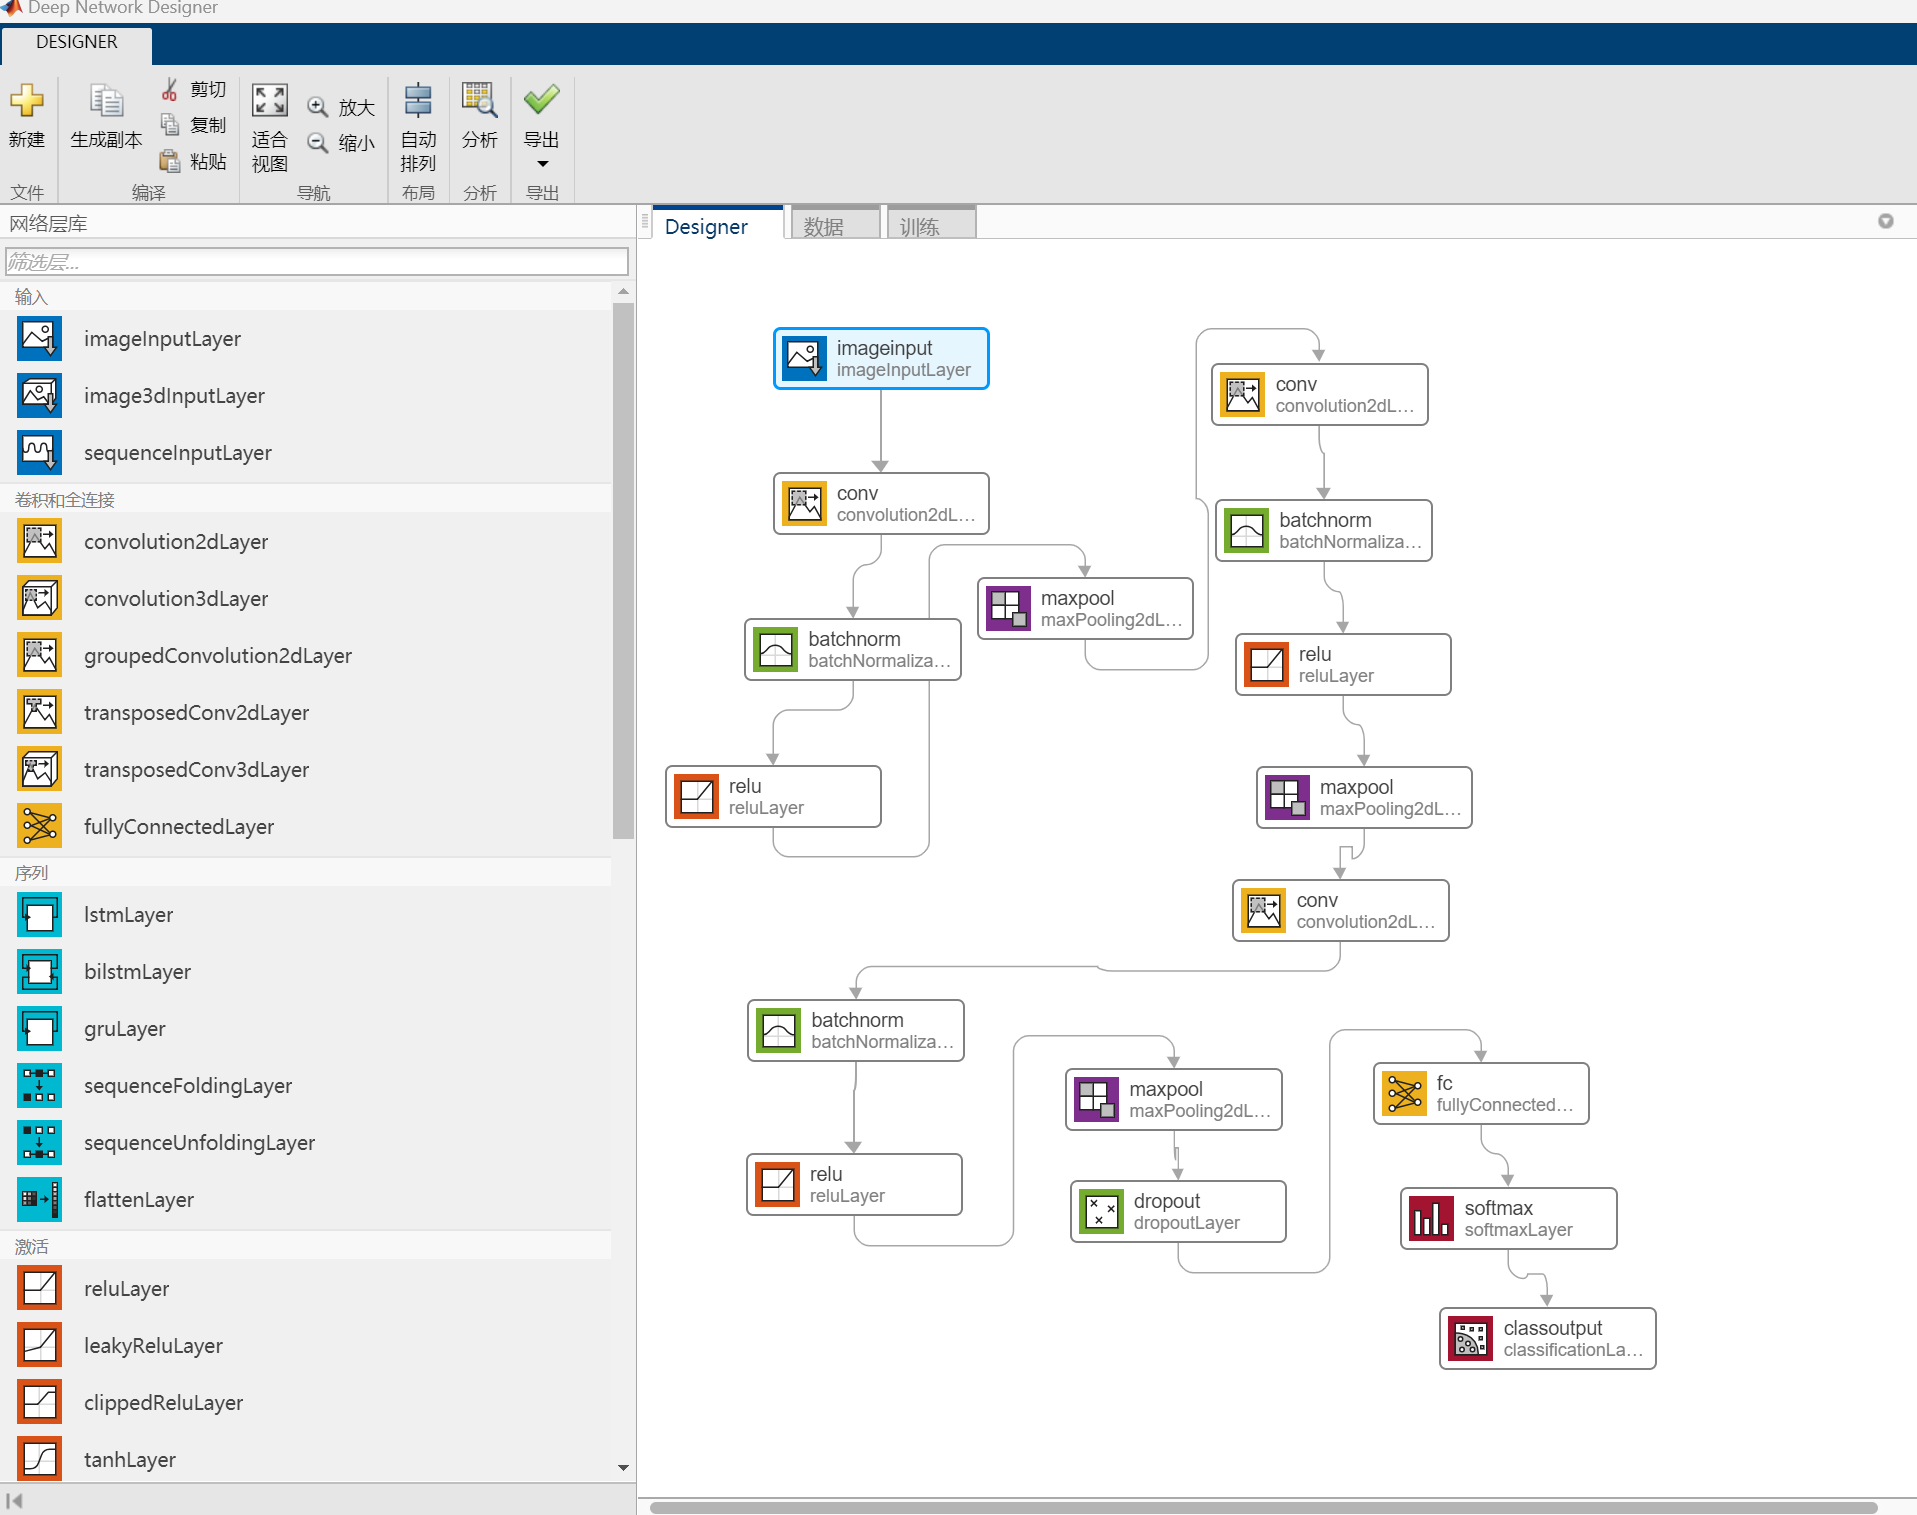 Deep Network Designer
DESIGNER
新建
生成副本
剪切
复制
粘贴
适合
视图
放大
缩小
自动
排列
分析
导出
文件
编译
导航
布局
分析
导出
网络层库
筛选层...
输入
imageInputLayer
image3dInputLayer
sequenceInputLayer
卷积和全连接
convolution2dLayer
convolution3dLayer
groupedConvolution2dLayer
transposedConv2dLayer
transposedConv3dLayer
fullyConnectedLayer
序列
lstmLayer
bilstmLayer
gruLayer
sequenceFoldingLayer
sequenceUnfoldingLayer
flattenLayer
激活
reluLayer
leakyReluLayer
clippedReluLayer
tanhLayer
Designer
数据
训练
imageinput
imageInputLayer
conv
convolution2dL...
batchnorm
batchNormaliza...
relu
reluLayer
maxpool
maxPooling2dL...
conv
convolution2dL...
batchnorm
batchNormaliza...
relu
reluLayer
maxpool
maxPooling2dL...
conv
convolution2dL...
batchnorm
batchNormaliza...
relu
reluLayer
maxpool
maxPooling2dL...
dropout
dropoutLayer
fc
fullyConnected...
softmax
softmaxLayer
classoutput
classificationLa...